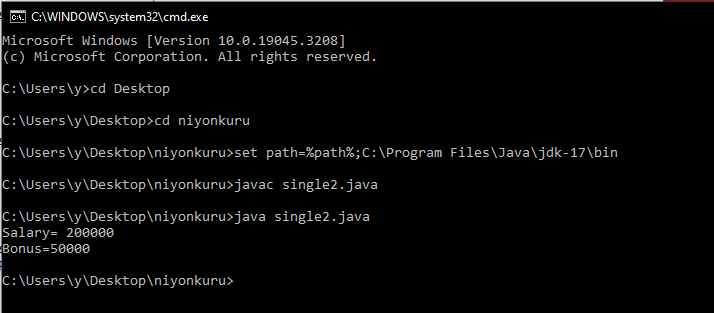 C:\WINDOWS\system32\cmd.exe
Microsoft Windows [Version 10.0.19045.3208]
(c) Microsoft Corporation. All rights reserved.
C:\Users\y>cd Desktop
C:\Users\y\Desktop>cd niyonkuru
C:\Users\y\Desktop\niyonkuru>set path=%path%;C:\Program Files\Java\jdk-17\bin
C:\Users\y\Desktop\niyonkuru>javac single2.java
C:\Users\y\Desktop\niyonkuru>java single2.java
Salary= 200000
Bonus=50000
C:\Users\y\Desktop\niyonkuru>